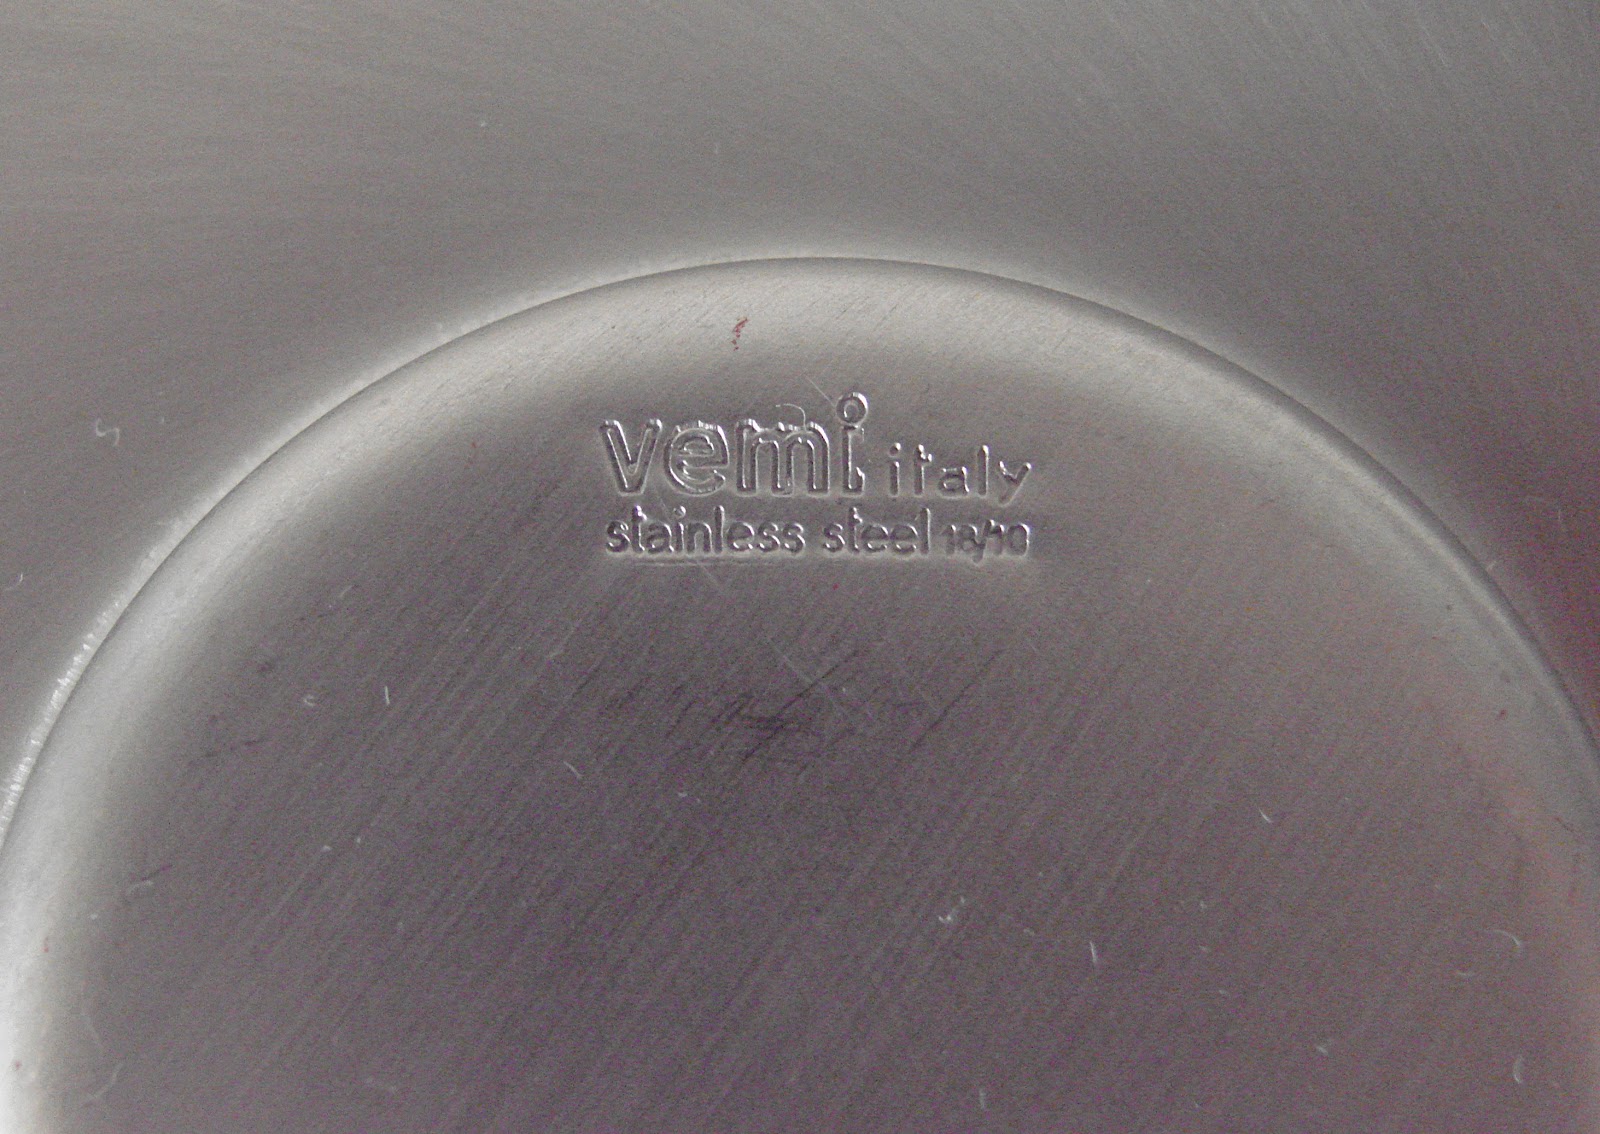 vemi italy
stainless steel 18/10